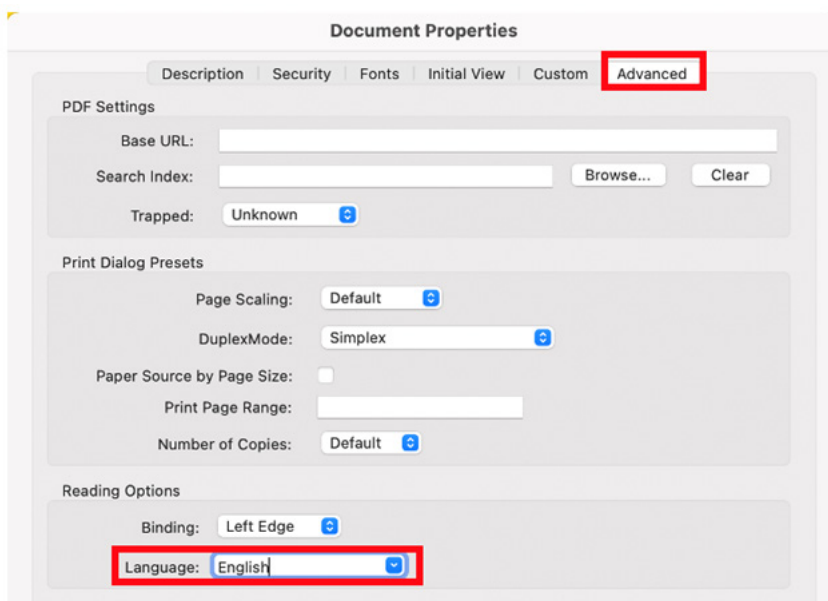 Document Properties
Description Security Fonts Initial View Custom Advanced
PDF Settings
Base URL:
Search Index: Browse... Clear
Trapped: Unknown
Print Dialog Presets
Page Scaling: Default
DuplexMode: Simplex
Paper Source by Page Size:
Print Page Range:
Number of Copies: Default
Reading Options
Binding: Left Edge
Language: English